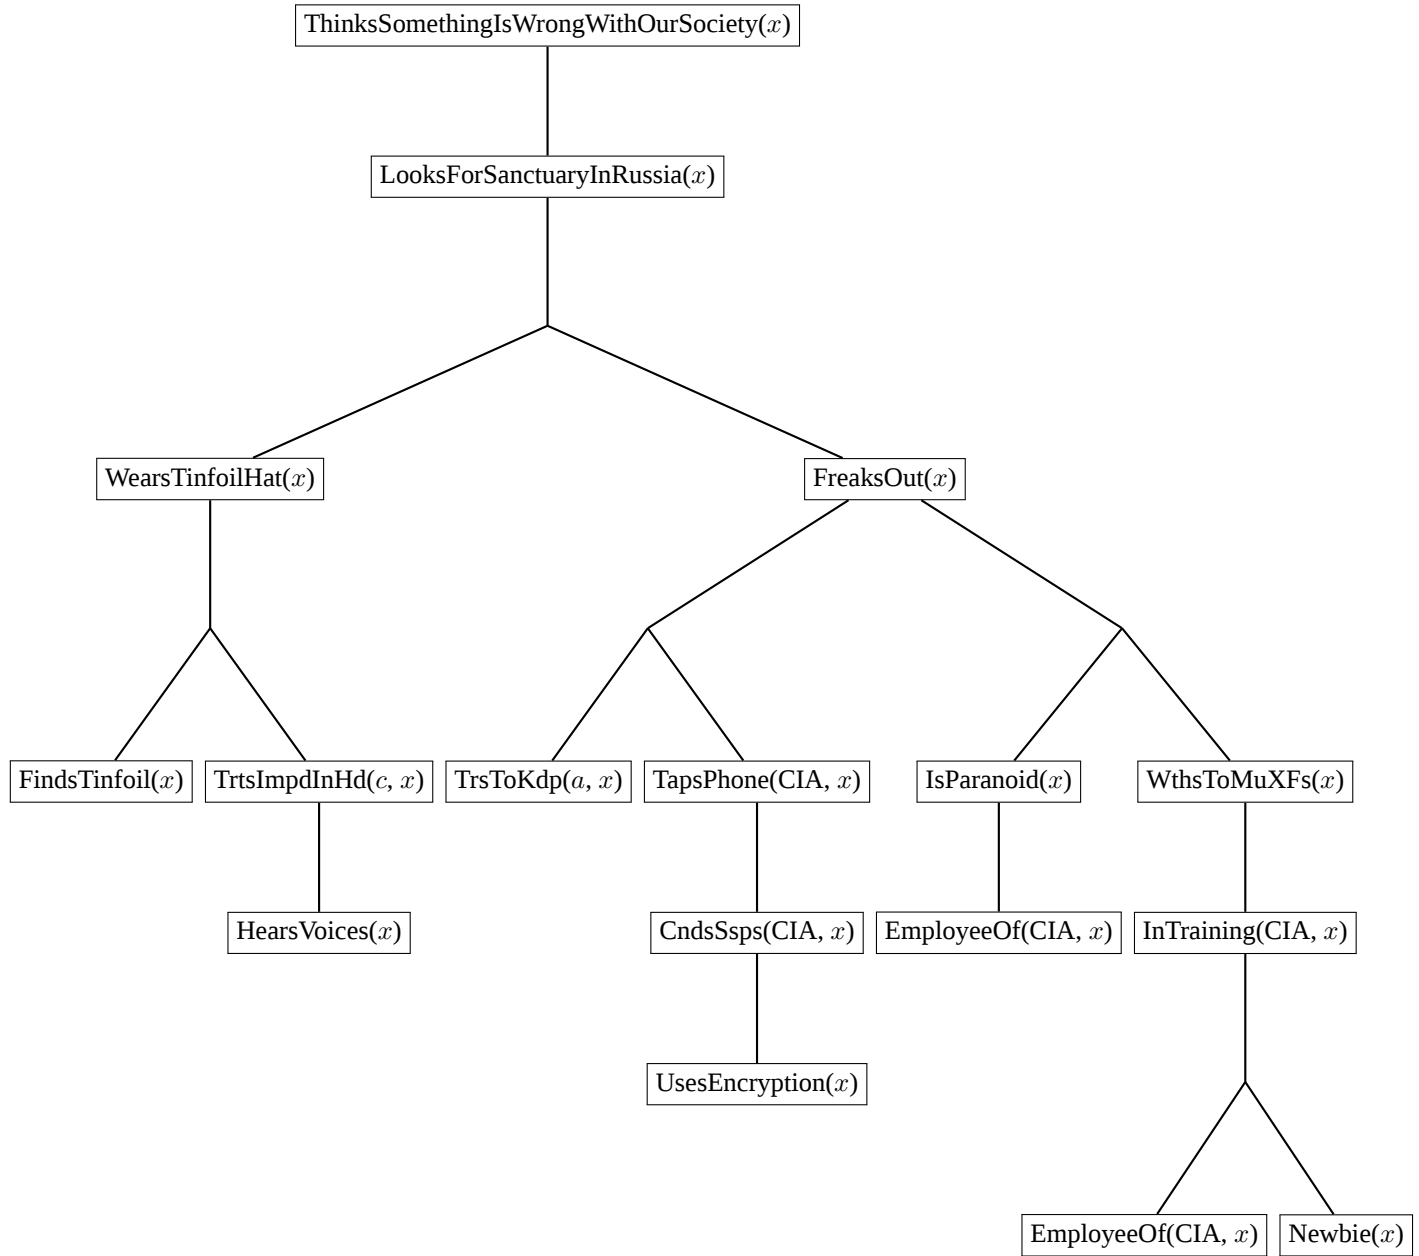 ThinksSomethingIsWrongWithOurSociety(x)
LooksForSanctuaryInRussia(x)
WearsTinfoilHat(x)
FreaksOut(x)
FindsTinfoil(x)
TrtsImpdInHd(c, x)
TrsToKdp(a, x)
TapsPhone(CIA, x)
IsParanoid(x)
WthsToMuXFs(x)
HearsVoices(x)
CndsSsps(CIA, x)
EmployeeOf(CIA, x)
InTraining(CIA, x)
UsesEncryption(x)
EmployeeOf(CIA, x)
Newbie(x)